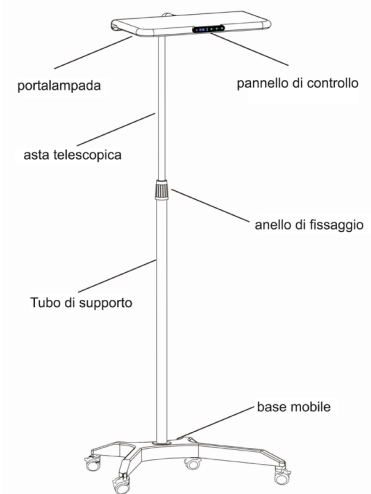 portalampada
pannello di controllo
asta telescopica
anello di fissaggio
Tubo di supporto
base mobile